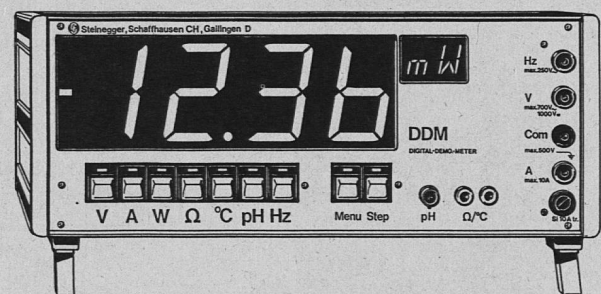 Steinegger, Schaffhausen CH, Gailingen D
-12.36
mW
Hz
max.250V~
V
max.700V~
1000V=
DDM
DIGITAL-DEMO-METER
Com
max.500V
A
max.10A
V A W Ω °C pH Hz
Menu Step
pH
Ω/°C
SI 10A tr.